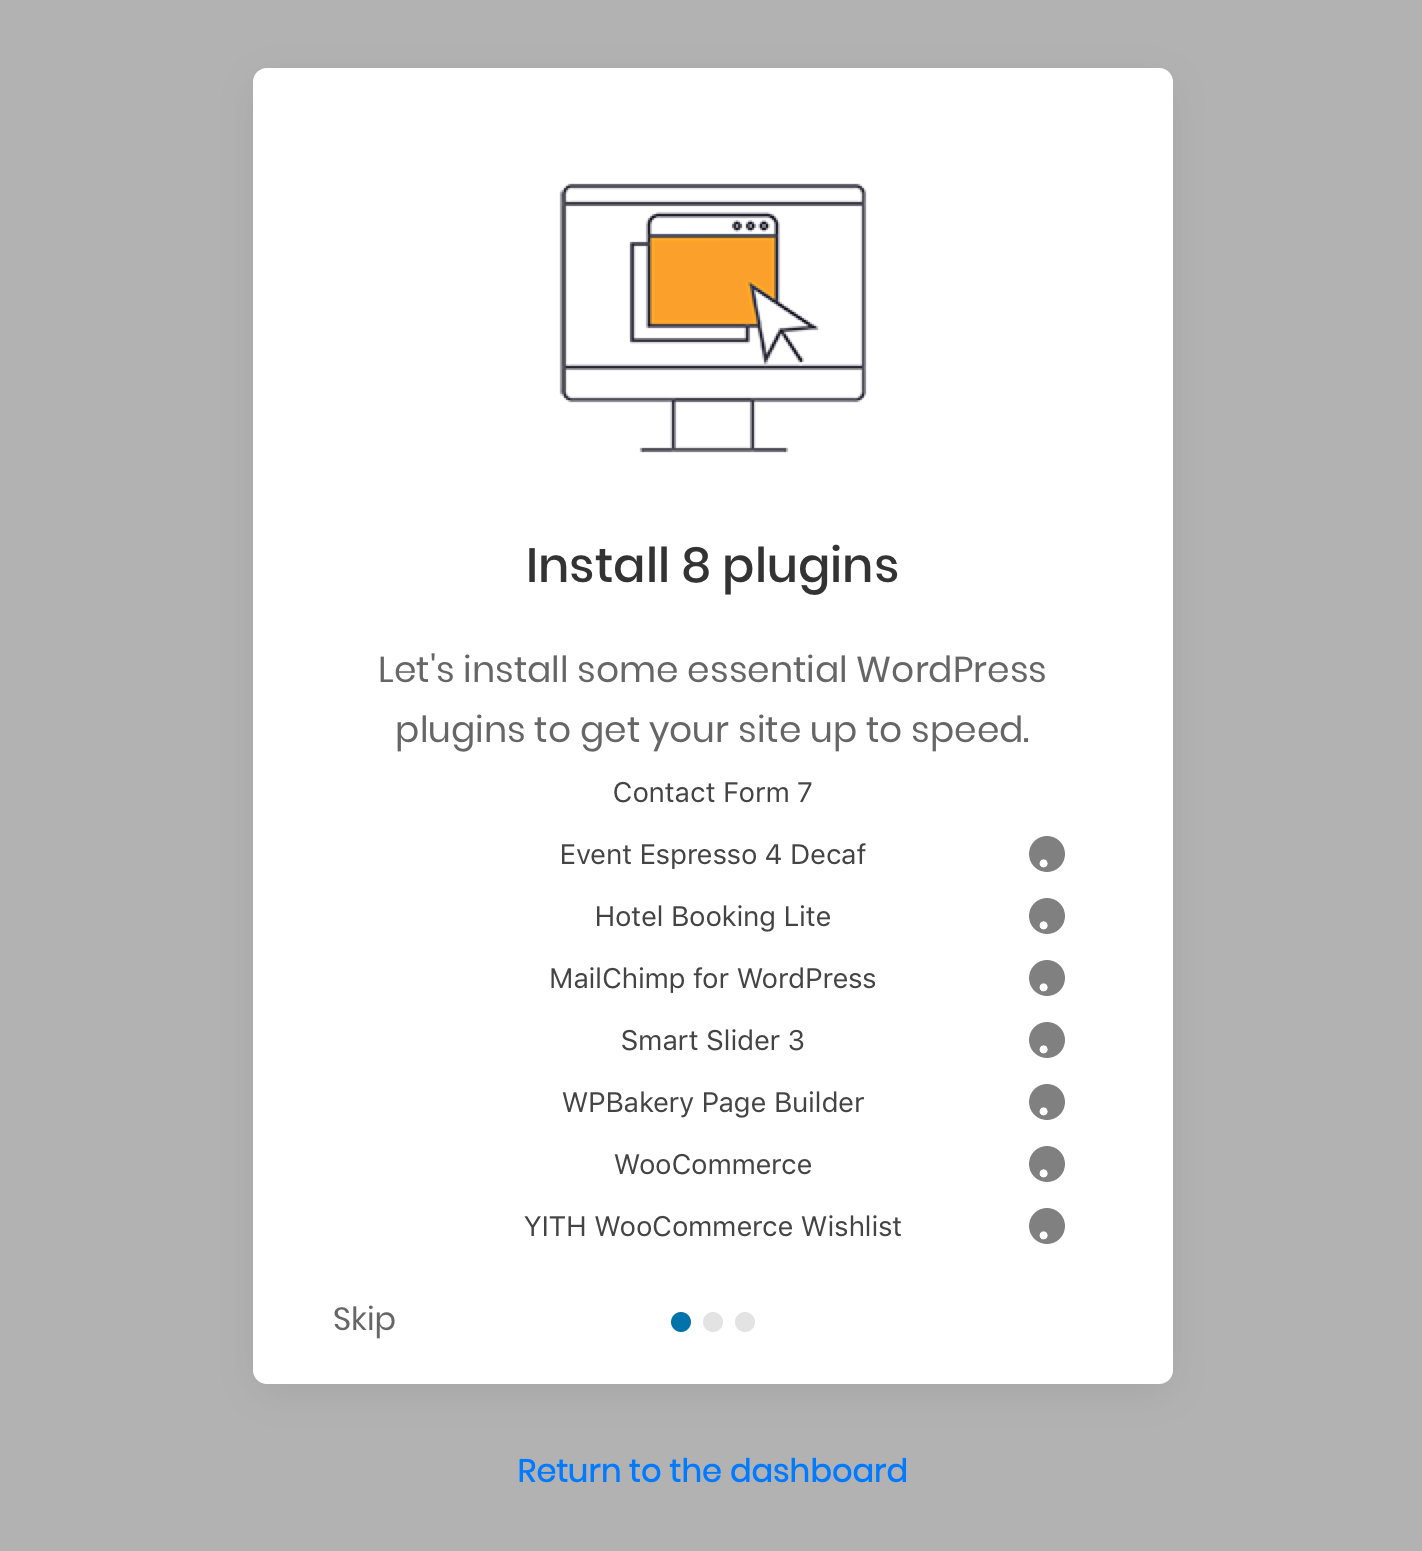 Install 8 plugins
Let's install some essential WordPress
plugins to get your site up to speed.
Contact Form 7
Event Espresso 4 Decaf
Hotel Booking Lite
MailChimp for WordPress
Smart Slider 3
WPBakery Page Builder
WooCommerce
YITH WooCommerce Wishlist
Skip
Return to the dashboard